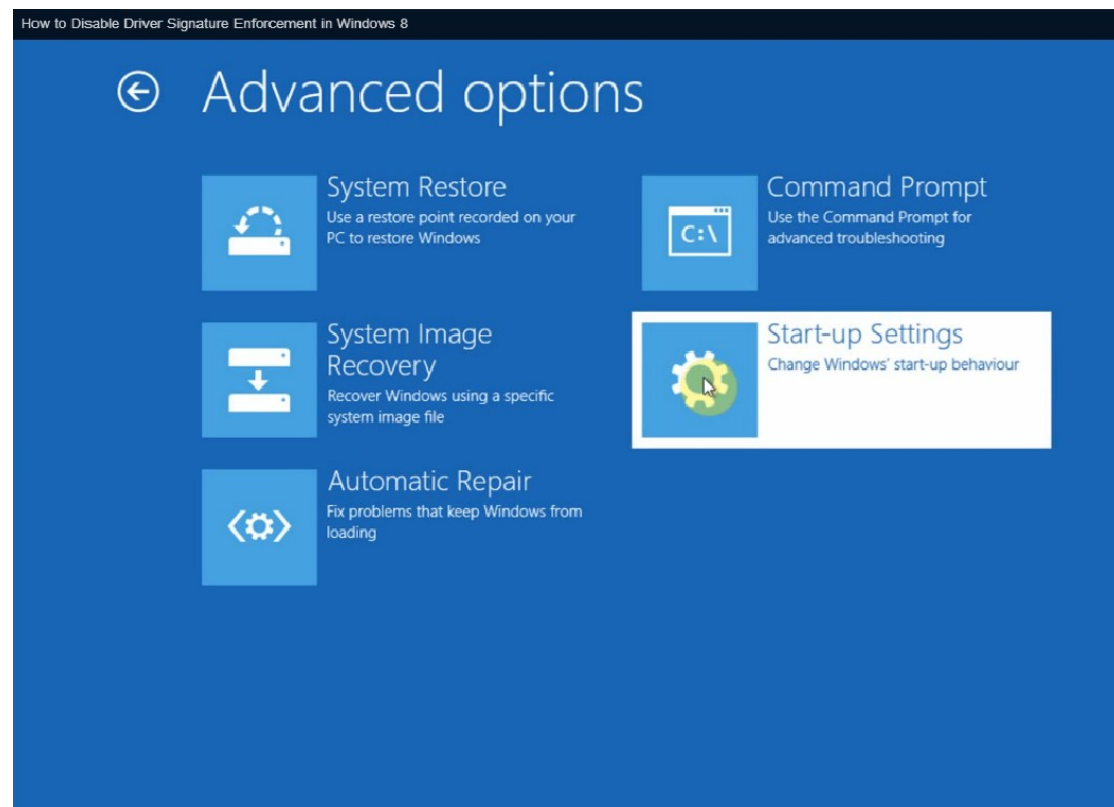 How to Disable Driver Signature Enforcement in Windows 8
Advanced options
System Restore
Use a restore point recorded on your
PC to restore Windows
System Image
Recovery
Recover Windows using a specific
system image file
Automatic Repair
Fix problems that keep Windows from
loading
C:\
Command Prompt
Use the Command Prompt for
advanced troubleshooting
Start-up Settings
Change Windows' start-up behaviour